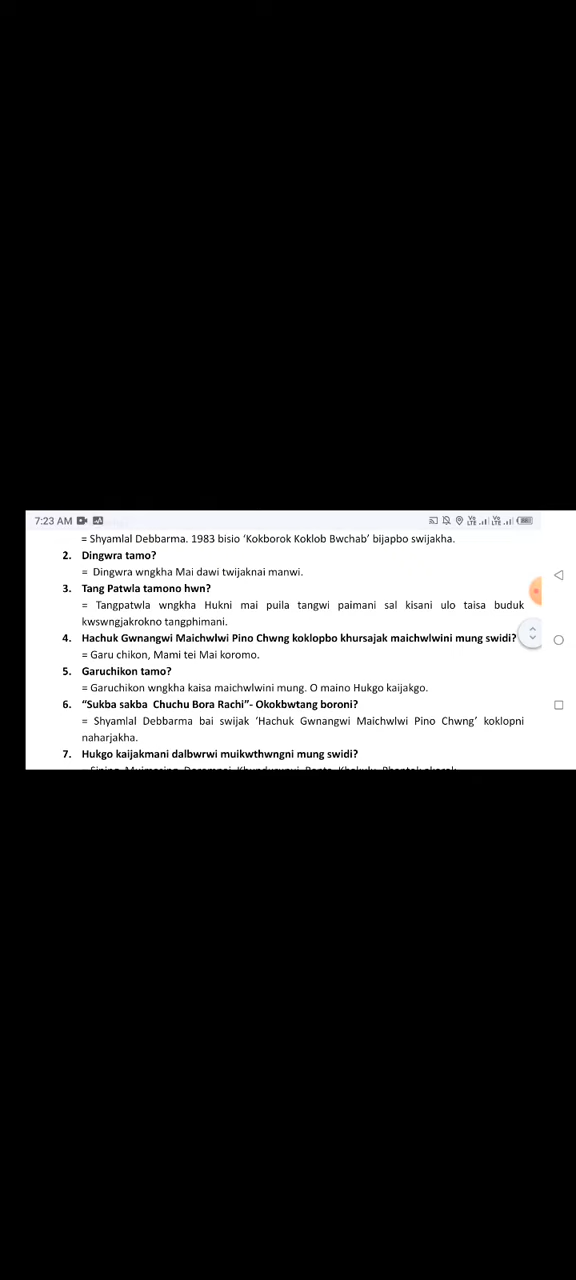 7:23 AM
= Shyamlal Debbarma. 1983 bisio ‘Kokborok Koklob Bwchab’ bijapbo swijakha.
2. Dingwra tamo?
= Dingwra wngkha Mai dawi twijaknai manwi.
3. Tang Patwla tamono hwn?
= Tangpatwla wngkha Hukni mai puila tangwi paimani sal kisani ulo taisa buduk
kwswngjakrokno tangphimani.
4. Hachuk Gwnangwi Maichwlwi Pino Chwng koklopbo khursajak maichwlwini mung swidi?
= Garu chikon, Mami tei Mai koromo.
5. Garuchikon tamo?
= Garuchikon wngkha kaisa maichwlwini mung. O maino Hukgo kaijakgo.
6. “Sukba sakba Chuchu Bora Rachi”- Okokbwtang boroni?
= Shyamlal Debbarma bai swijak ‘Hachuk Gwnangwi Maichwlwi Pino Chwng’ koklopni
naharjakha.
7. Hukgo kaijakmani dalbwrwi muikwthwngni mung swidi?